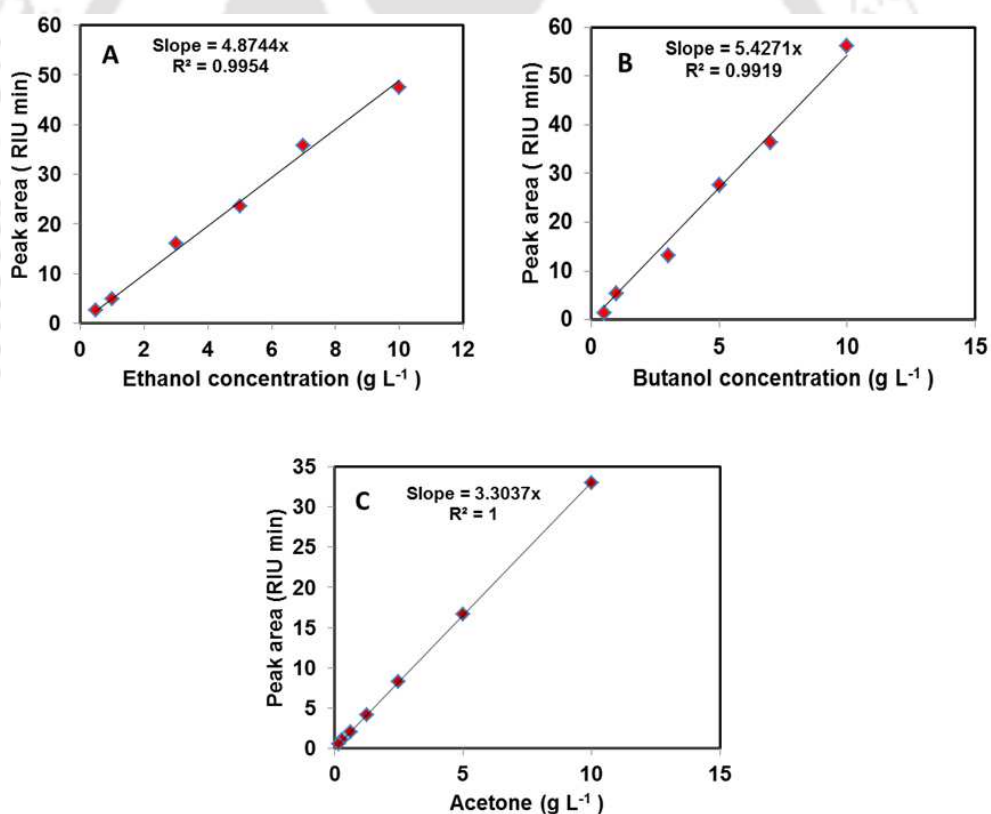 A
Slope = 4.8744x
R² = 0.9954
60
50
40
30
20
10
0
Peak area ( RIU min)
0 2 4 6 8 10 12
Ethanol concentration (g L⁻¹ )
B
Slope = 5.4271x
R² = 0.9919
60
50
40
30
20
10
0
Peak area ( RIU min)
0 5 10 15
Butanol concentration (g L⁻¹ )
C
Slope = 3.3037x
R² = 1
35
30
25
20
15
10
5
0
Peak area (RIU min)
0 5 10 15
Acetone (g L⁻¹ )